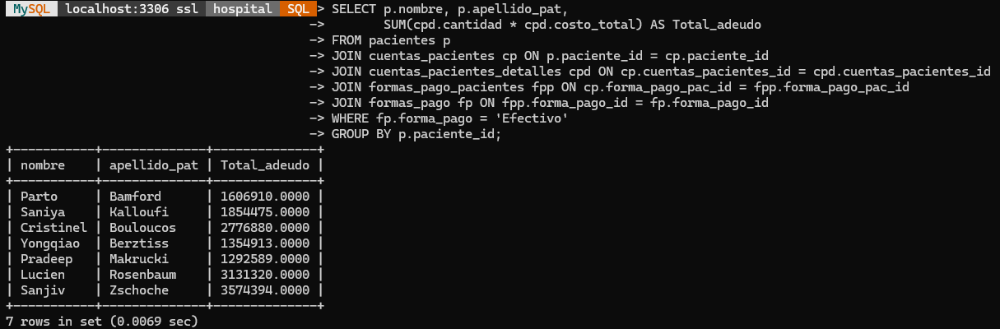 MySQL localhost:3306 ssl hospital SQL > SELECT p.nombre, p.apellido_pat,
-> SUM(cpd.cantidad * cpd.costo_total) AS Total_adeudo
-> FROM pacientes p
-> JOIN cuentas_pacientes cp ON p.paciente_id = cp.paciente_id
-> JOIN cuentas_pacientes_detalles cpd ON cp.cuentas_pacientes_id = cpd.cuentas_pacientes_id
-> JOIN formas_pago_pacientes fpp ON cp.forma_pago_pac_id = fpp.forma_pago_pac_id
-> JOIN formas_pago fp ON fpp.forma_pago_id = fp.forma_pago_id
-> WHERE fp.forma_pago = 'Efectivo'
-> GROUP BY p.paciente_id;
+-----------+--------------+--------------+
| nombre    | apellido_pat | Total_adeudo |
+-----------+--------------+--------------+
| Parto     | Bamford      | 1606910.0000 |
| Saniya    | Kalloufi     | 1854475.0000 |
| Cristinel | Bouloucos    | 2776880.0000 |
| Yongqiao  | Berztiss     | 1354913.0000 |
| Pradeep   | Makrucki     | 1292589.0000 |
| Lucien    | Rosenbaum    | 3131320.0000 |
| Sanjiv    | Zschoche     | 3574394.0000 |
+-----------+--------------+--------------+
7 rows in set (0.0069 sec)